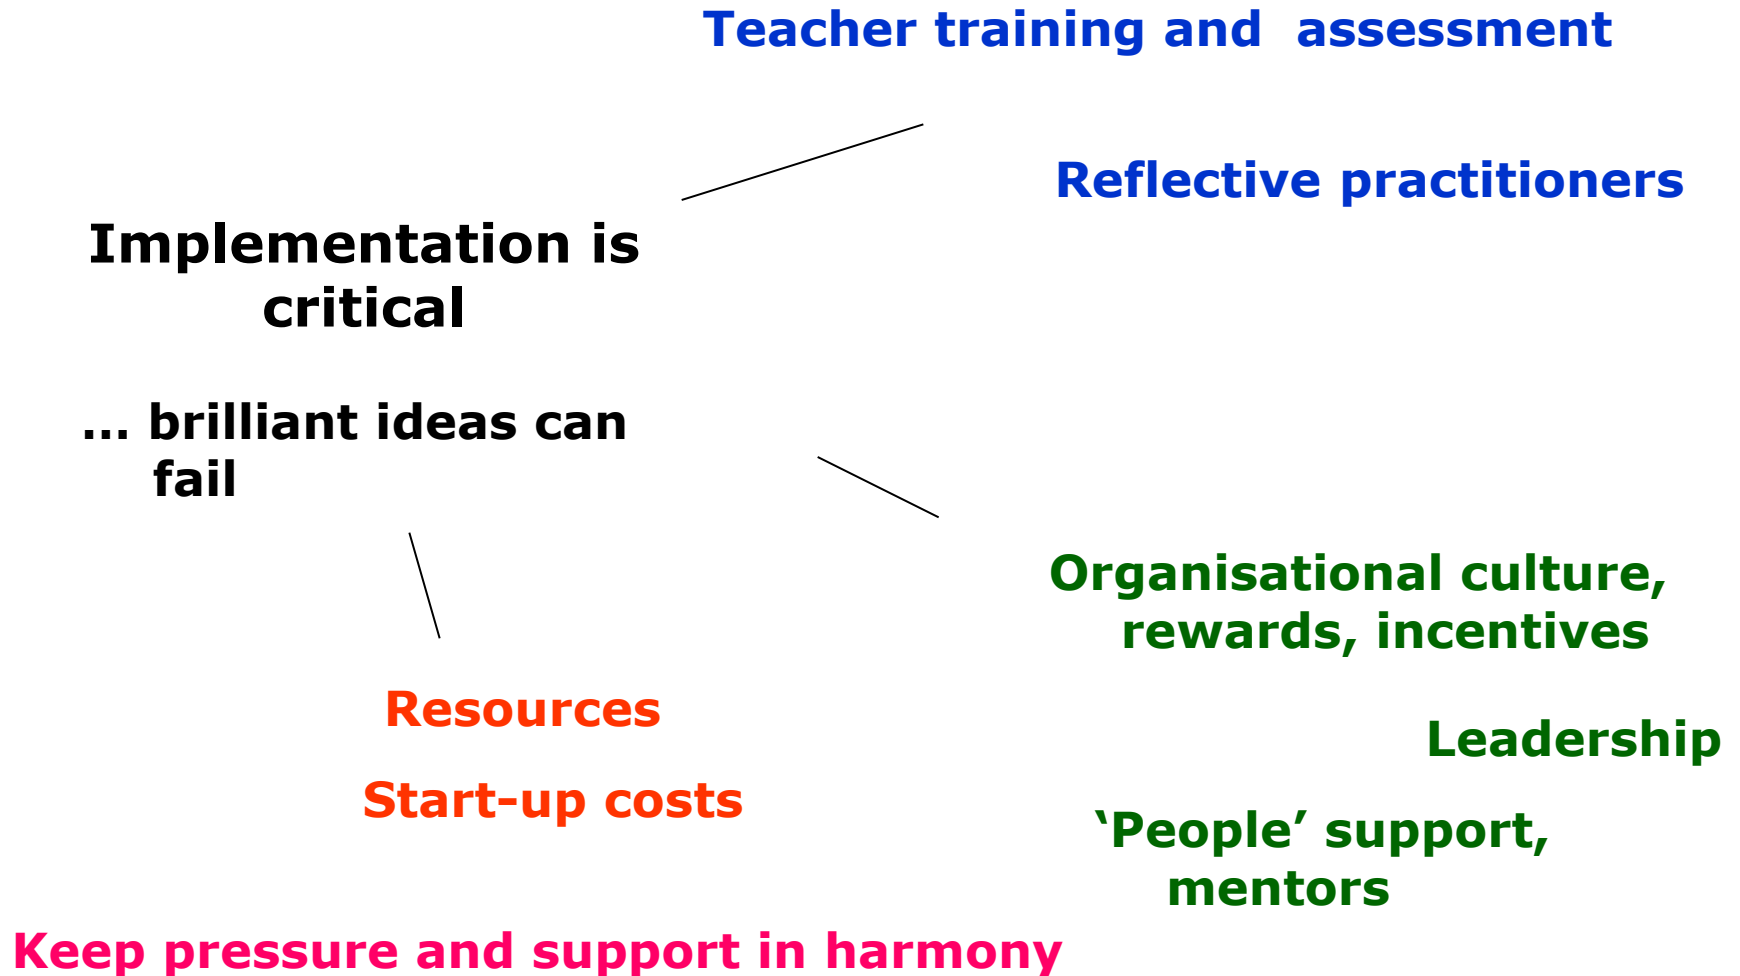 Teacher training and  assessment
Reflective practitioners
Implementation is
critical
... brilliant ideas can
fail
Organisational culture,
rewards, incentives
Resources
Leadership
Start-up costs
‘People’ support,
mentors
Keep pressure and support in harmony